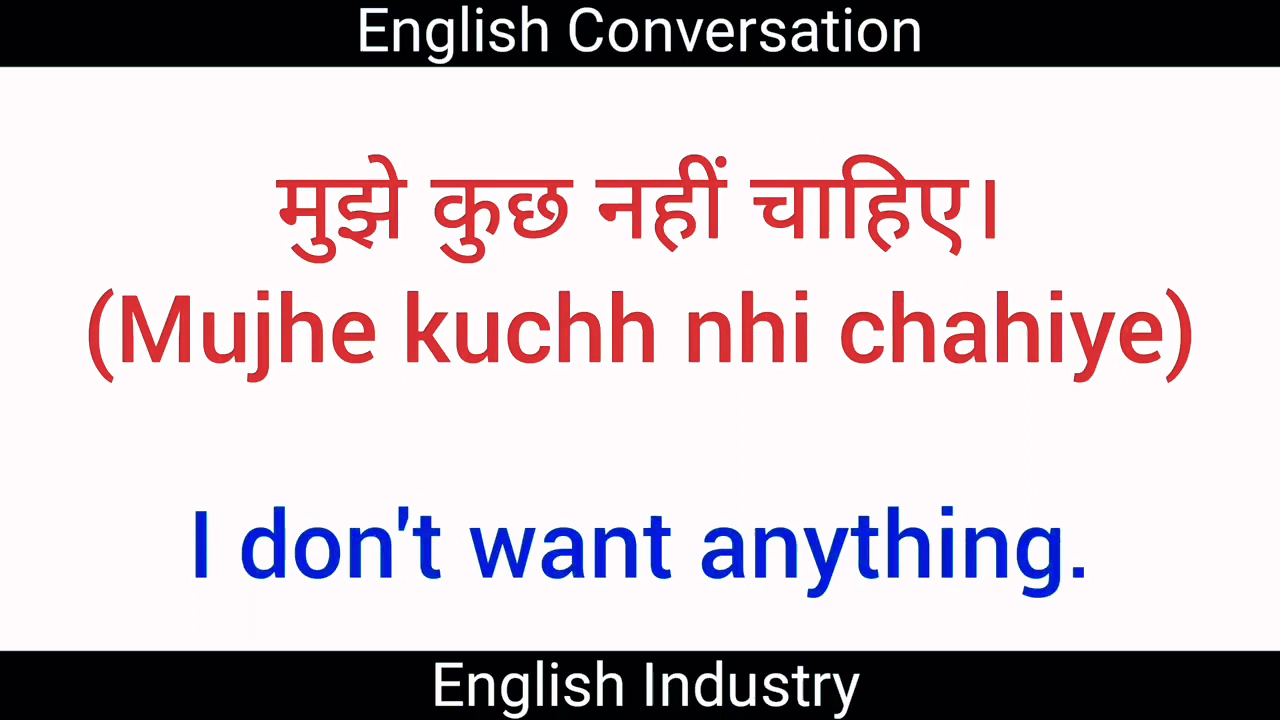 English Conversation
मुझे कुछ नहीं चाहिए।
(Mujhe kuchh nhi chahiye)
I don't want anything.
English Industry